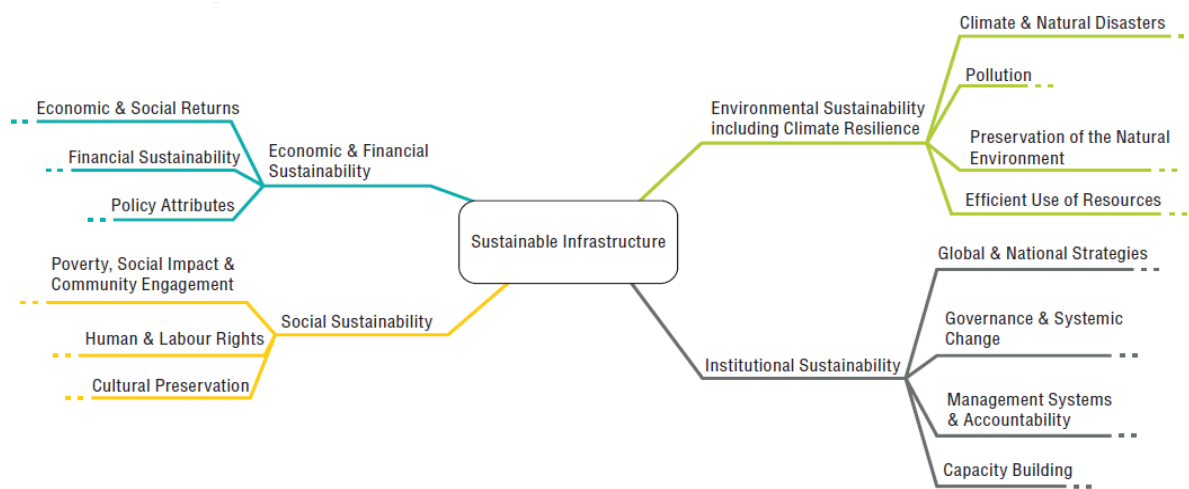 Sustainable Infrastructure
Economic & Financial
Sustainability
Economic & Social Returns
Financial Sustainability
Policy Attributes
Social Sustainability
Poverty, Social Impact &
Community Engagement
Human & Labour Rights
Cultural Preservation
Environmental Sustainability
including Climate Resilience
Climate & Natural Disasters
Pollution
Preservation of the Natural
Environment
Efficient Use of Resources
Institutional Sustainability
Global & National Strategies
Governance & Systemic
Change
Management Systems
& Accountability
Capacity Building